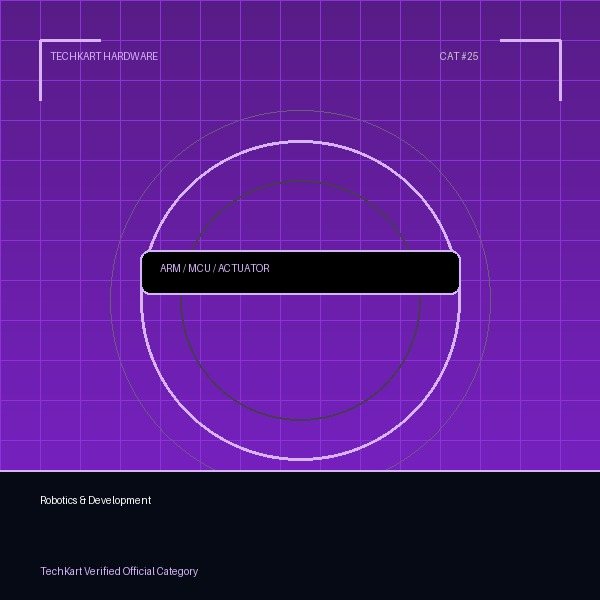 TECHKART HARDWARE
CAT #25
ARM / MCU / ACTUATOR
Robotics & Development
TechKart Verified Official Category